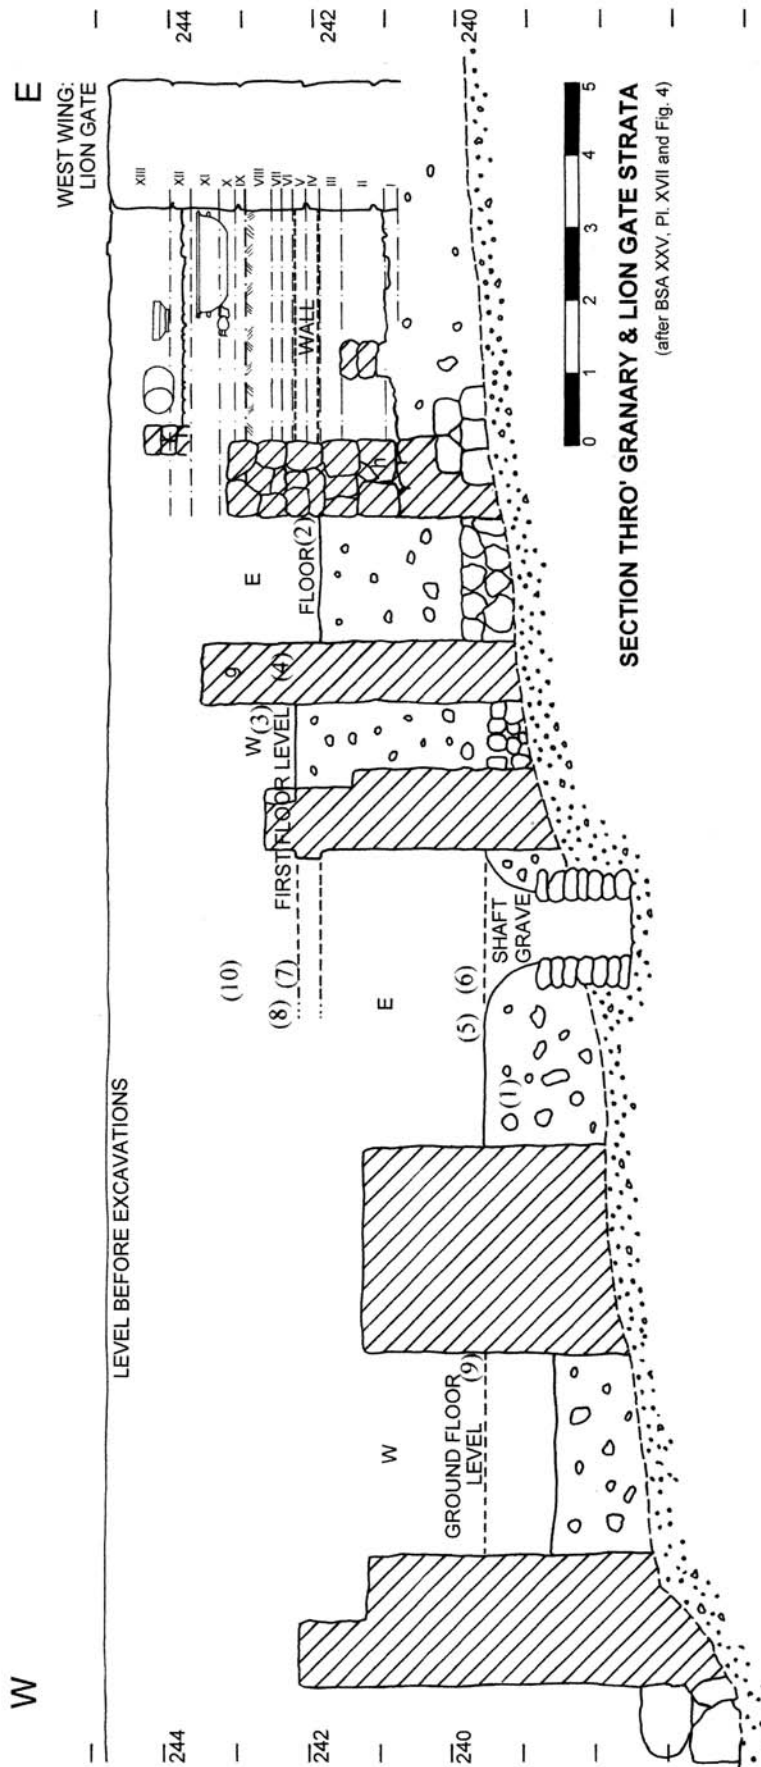 W
E
LEVEL BEFORE EXCAVATIONS
WEST WING:
LION GATE
244
242
240
244
242
240
XIII
XII
XI
X
IX
VIII
VII
VI
V
IV
III
II
I
WALL
h
E
FLOOR(2)
g
(4)
W(3)
FIRST FLOOR LEVEL
(10)
(8) (7)
E
(5) (6)
SHAFT
GRAVE
(1)
W
GROUND FLOOR (9)
LEVEL
0 1 2 3 4 5
SECTION THRO' GRANARY & LION GATE STRATA
(after BSA XXV, Pl. XVII and Fig. 4)